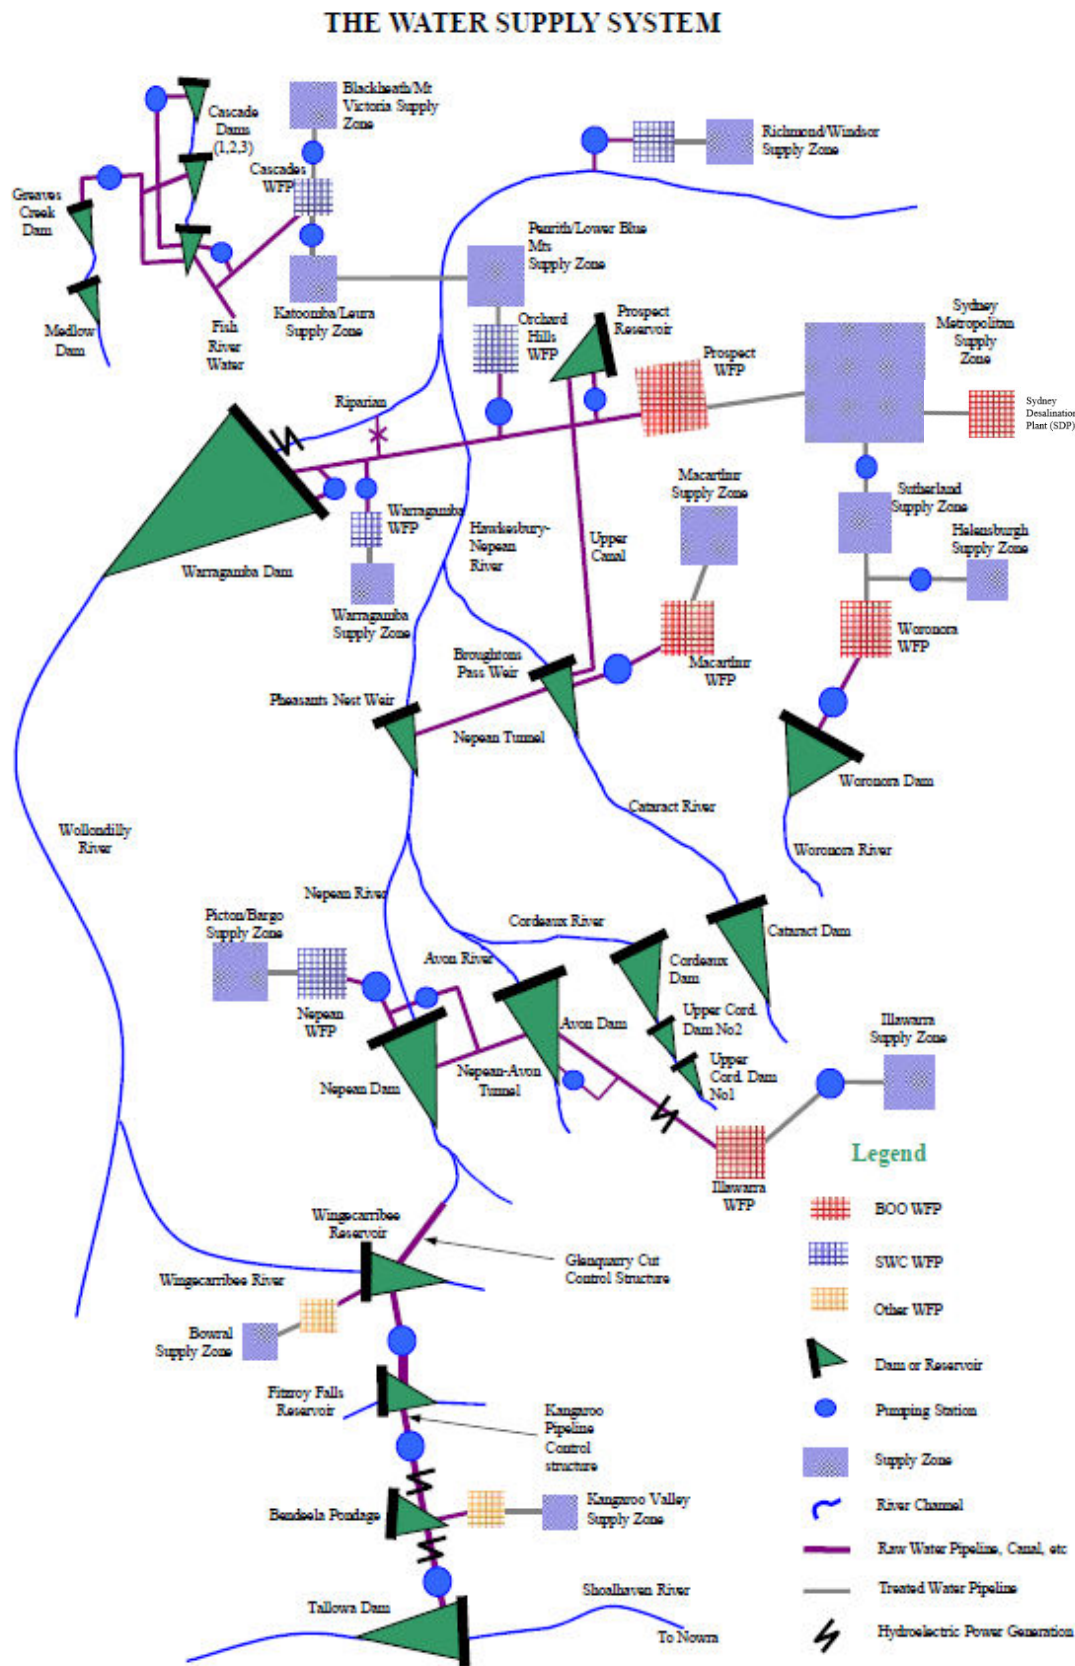 THE WATER SUPPLY SYSTEM
Blackheath/Mt
Victoria Supply
Zone
Cascade
Dams
(1,2,3)
Cascades
WFP
Richmond/Windsor
Supply Zone
Greaves
Creek
Dam
Medlow
Dam
Fish
River
Water
Katoomba/Leura
Supply Zone
Penrith/Lower Blue
Mts
Supply Zone
Orchard
Hills
WFP
Prospect
Reservoir
Prospect
WFP
Sydney
Metropolitan
Supply
Zone
Sydney
Desalination
Plant (SDP)
Riparian
Warragamba Dam
Warragamba
WFP
Warragamba
Supply Zone
Hawkesbury-
Nepean
River
Upper
Canal
Macarthur
Supply Zone
Macarthur
WFP
Sutherland
Supply Zone
Helensburgh
Supply Zone
Woronora
WFP
Broughtons
Pass Weir
Pheasants Nest Weir
Nepean Tunnel
Woronora Dam
Woronora River
Cataract River
Wollondilly
River
Nepean River
Picton/Bargo
Supply Zone
Nepean
WFP
Avon River
Cordeaux River
Cordeaux
Dam
Cataract Dam
Upper Cord.
Dam No2
Upper
Cord. Dam
No1
Avon Dam
Nepean Dam
Nepean-Avon
Tunnel
Illawarra
Supply Zone
Illawarra
WFP
Wingecarribee
Reservoir
Glenquarry Cut
Control Structure
Wingecarribee River
Bowral
Supply Zone
Fitzroy Falls
Reservoir
Kangaroo
Pipeline
Control
structure
Bendeela Pondage
Kangaroo Valley
Supply Zone
Tallowa Dam
Shoalhaven River
To Nowra
Legend
BOO WFP
SWC WFP
Other WFP
Dam or Reservoir
Pumping Station
Supply Zone
River Channel
Raw Water Pipeline, Canal, etc
Treated Water Pipeline
Hydroelectric Power Generation